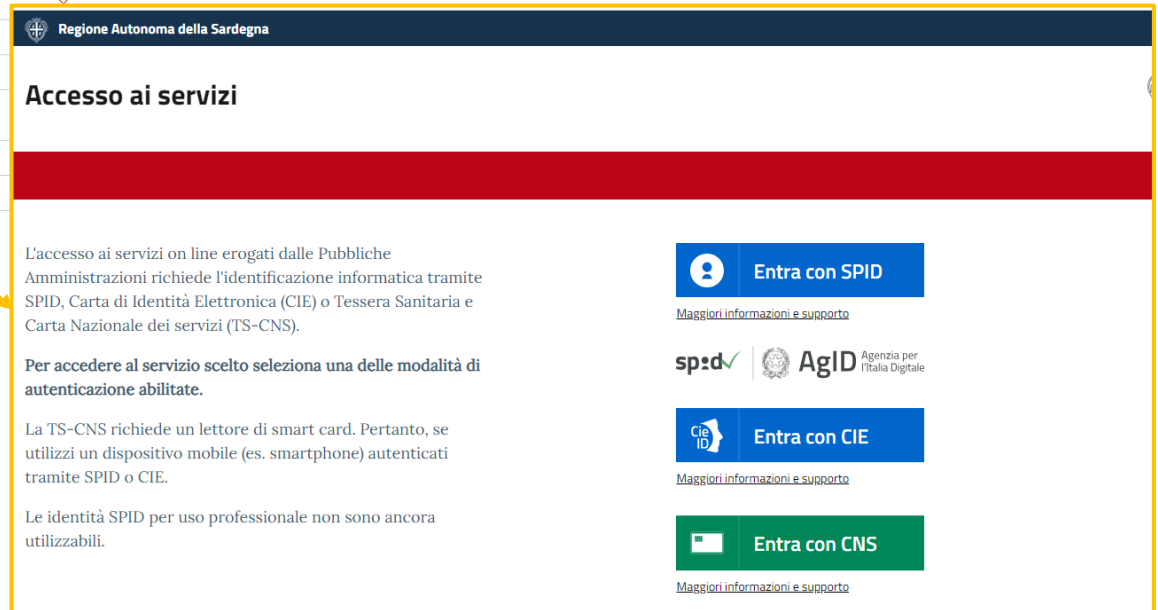 Regione Autonoma della Sardegna
Accesso ai servizi
L'accesso ai servizi on line erogati dalle Pubbliche
Amministrazioni richiede l'identificazione informatica tramite
SPID, Carta di Identità Elettronica (CIE) o Tessera Sanitaria e
Carta Nazionale dei servizi (TS-CNS).
Per accedere al servizio scelto seleziona una delle modalità di
autenticazione abilitate.
La TS-CNS richiede un lettore di smart card. Pertanto, se
utilizzi un dispositivo mobile (es. smartphone) autenticati
tramite SPID o CIE.
Le identità SPID per uso professionale non sono ancora
utilizzabili.
Entra con SPID
Maggiori informazioni e supporto
spid AgID Agenzia per
l'Italia Digitale
Cie
ID
Entra con CIE
Maggiori informazioni e supporto
Entra con CNS
Maggiori informazioni e supporto